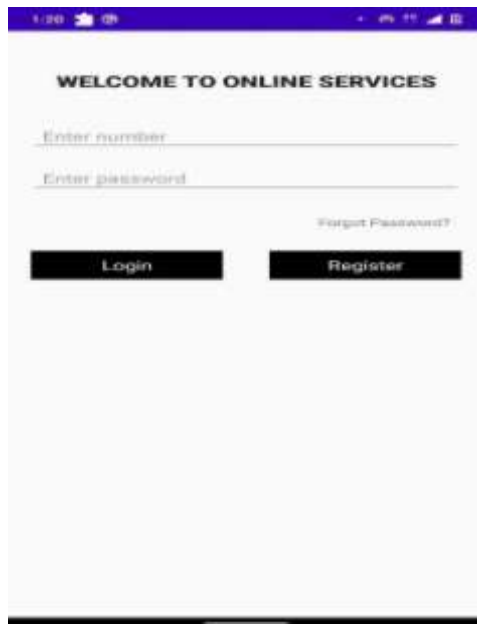 WELCOME TO ONLINE SERVICES
Enter number
Enter password
Forgot Password?
Login Register